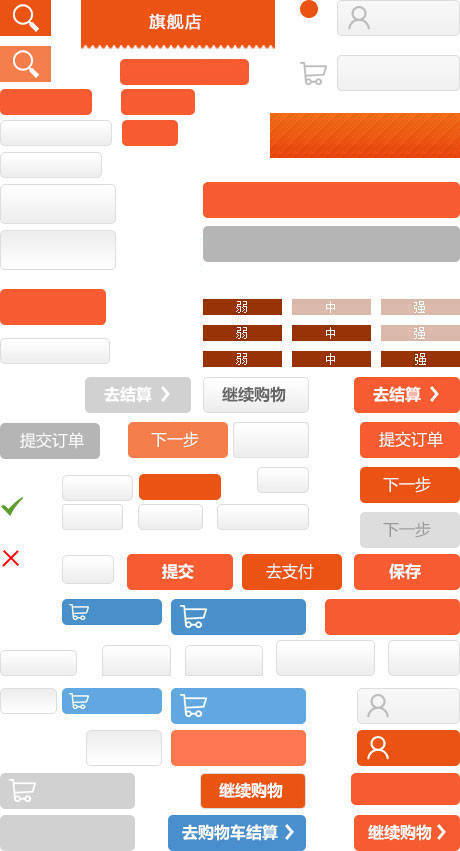 旗舰店
弱 中 强
弱 中 强
弱 中 强
去结算 继续购物 去结算
提交订单 下一步 提交订单
下一步
下一步
提交 去支付 保存
继续购物
去购物车结算 继续购物